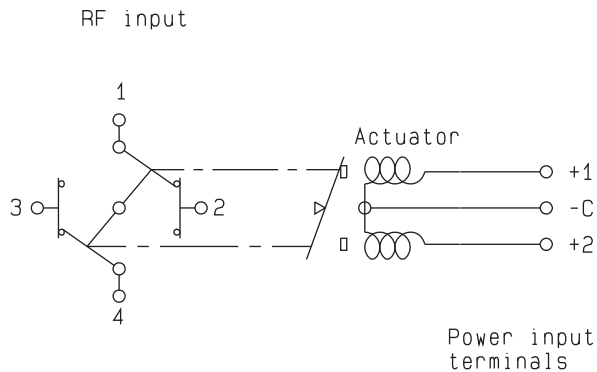 RF input
1
Actuator
+1
3
2
-C
+2
4
Power input
terminals